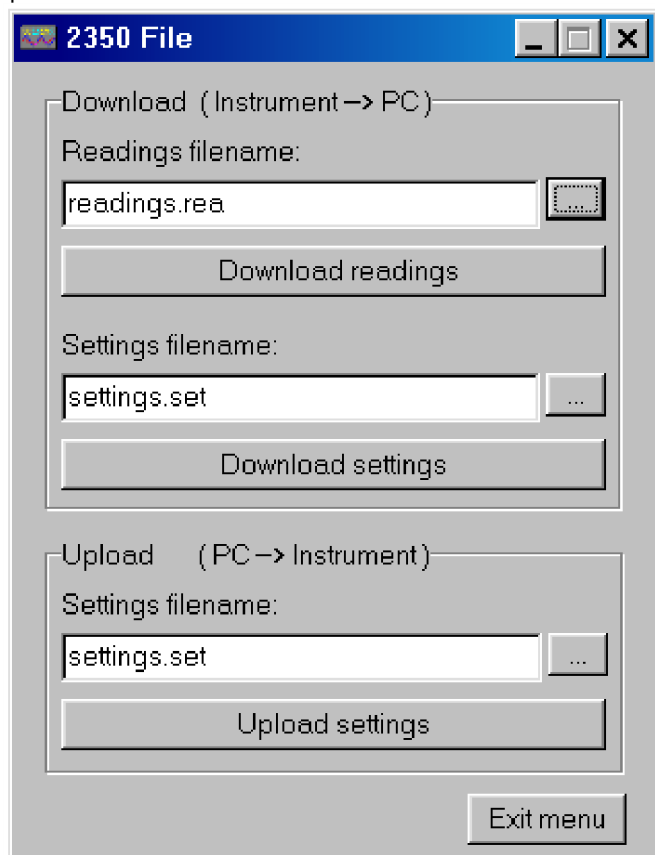 2350 File
Download (Instrument -> PC)
Readings filename:
readings.rea ...
Download readings
Settings filename:
settings.set ...
Download settings
Upload (PC -> Instrument)
Settings filename:
settings.set ...
Upload settings
Exit menu